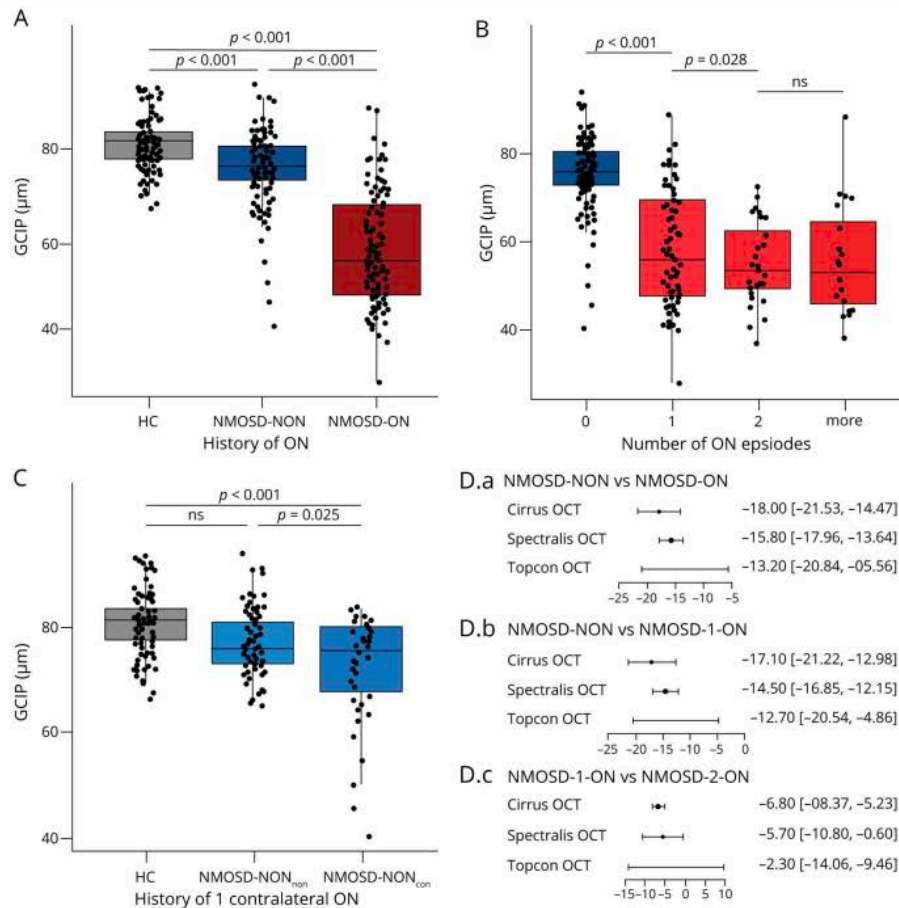 A
p < 0.001
p < 0.001 p < 0.001
80
60
40
GCIP (μm)
HC NMOSD-NON NMOSD-ON
History of ON
B
p < 0.001
p = 0.028
ns
80
60
40
GCIP (μm)
0 1 2 more
Number of ON epsiodes
C
p < 0.001
ns p = 0.025
80
60
40
GCIP (μm)
HC NMOSD-NONnon NMOSD-NONcon
History of 1 contralateral ON
D.a NMOSD-NON vs NMOSD-ON
Cirrus OCT –18.00 [–21.53, –14.47]
Spectralis OCT –15.80 [–17.96, –13.64]
Topcon OCT –13.20 [–20.84, –05.56]
–25 –20 –15 –10 –5
D.b NMOSD-NON vs NMOSD-1-ON
Cirrus OCT –17.10 [–21.22, –12.98]
Spectralis OCT –14.50 [–16.85, –12.15]
Topcon OCT –12.70 [–20.54, –4.86]
–25 –20 –15 –10 –5 0
D.c NMOSD-1-ON vs NMOSD-2-ON
Cirrus OCT –6.80 [–08.37, –5.23]
Spectralis OCT –5.70 [–10.80, –0.60]
Topcon OCT –2.30 [–14.06, –9.46]
–15–10 –5 0 5 10